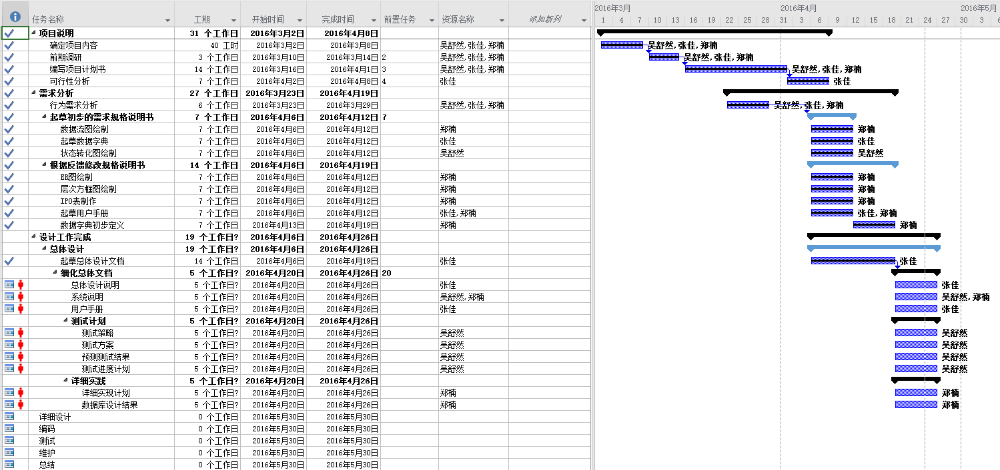 2016年3月 2016年4月 2016年5月
任务名称 工期 开始时间 完成时间 前置任务 资源名称 添加新列 1 4 7 10 13 16 19 22 25 28 31 3 6 9 12 15 18 21 24 27 30 3 6
项目说明 31 个工作日 2016年3月2日 2016年4月8日
确定项目内容 40 工时 2016年3月2日 2016年3月8日 吴舒然,张佳,郑楠 吴舒然,张佳,郑楠
前期调研 3 个工作日 2016年3月10日 2016年3月14日 2 吴舒然,张佳,郑楠 吴舒然,张佳,郑楠
编写项目计划书 14 个工作日 2016年3月16日 2016年4月1日 3 吴舒然,张佳,郑楠 吴舒然,张佳,郑楠
可行性分析 7 个工作日 2016年4月2日 2016年4月8日 4 张佳 张佳
需求分析 27 个工作日 2016年3月23日 2016年4月19日
行为需求分析 6 个工作日 2016年3月23日 2016年3月29日 吴舒然,张佳,郑楠 吴舒然,张佳,郑楠
起草初步的需求规格说明书 7 个工作日 2016年4月6日 2016年4月12日 7
数据流图绘制 7 个工作日 2016年4月6日 2016年4月12日 郑楠 郑楠
起草数据字典 7 个工作日 2016年4月6日 2016年4月12日 张佳 张佳
状态转化图绘制 7 个工作日 2016年4月6日 2016年4月12日 吴舒然 吴舒然
根据反馈修改规格说明书 14 个工作日 2016年4月6日 2016年4月19日
ER图绘制 7 个工作日 2016年4月6日 2016年4月12日 郑楠 郑楠
层次方框图绘制 7 个工作日 2016年4月6日 2016年4月12日 郑楠 郑楠
IPO表制作 7 个工作日 2016年4月6日 2016年4月12日 郑楠 郑楠
起草用户手册 7 个工作日 2016年4月6日 2016年4月12日 张佳,郑楠 张佳,郑楠
数据字典初步定义 7 个工作日 2016年4月13日 2016年4月19日 郑楠 郑楠
设计工作完成 19 个工作日? 2016年4月6日 2016年4月26日
总体设计 19 个工作日? 2016年4月6日 2016年4月26日
起草总体设计文档 14 个工作日 2016年4月6日 2016年4月19日 张佳 张佳
细化总体文档 5 个工作日? 2016年4月20日 2016年4月26日 20
总体设计说明 5 个工作日? 2016年4月20日 2016年4月26日 张佳 张佳
系统说明 5 个工作日? 2016年4月20日 2016年4月26日 吴舒然,郑楠 吴舒然,郑楠
用户手册 5 个工作日? 2016年4月20日 2016年4月26日 张佳 张佳
测试计划 5 个工作日? 2016年4月20日 2016年4月26日
测试策略 5 个工作日? 2016年4月20日 2016年4月26日 吴舒然 吴舒然
测试方案 5 个工作日? 2016年4月20日 2016年4月26日 吴舒然 吴舒然
预测测试结果 5 个工作日? 2016年4月20日 2016年4月26日 吴舒然 吴舒然
测试进度计划 5 个工作日? 2016年4月20日 2016年4月26日 吴舒然 吴舒然
详细实践 5 个工作日? 2016年4月20日 2016年4月26日
详细实现计划 5 个工作日? 2016年4月20日 2016年4月26日 郑楠 郑楠
数据库设计结果 5 个工作日? 2016年4月20日 2016年4月26日 郑楠 郑楠
详细设计 0 个工作日 2016年5月30日 2016年5月30日
编码 0 个工作日 2016年5月30日 2016年5月30日
测试 0 个工作日 2016年5月30日 2016年5月30日
维护 0 个工作日 2016年5月30日 2016年5月30日
总结 0 个工作日 2016年5月30日 2016年5月30日